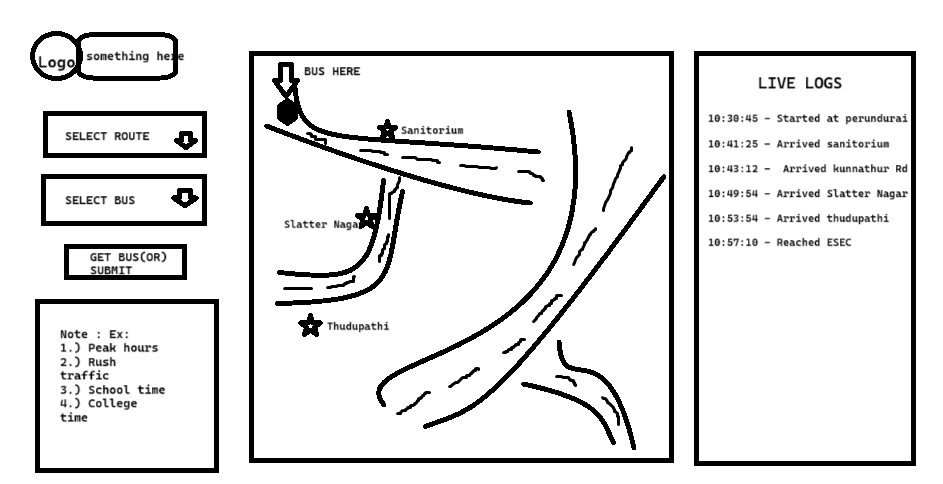 Logo
something here
SELECT ROUTE
SELECT BUS
GET BUS(OR)
SUBMIT
Note : Ex:
1.) Peak hours
2.) Rush
traffic
3.) School time
4.) College
time
BUS HERE
Sanitorium
Slatter Nagar
Thudupathi
LIVE LOGS
10:30:45 - Started at perundurai
10:41:25 - Arrived sanitorium
10:43:12 -  Arrived kunnathur Rd
10:49:54 - Arrived Slatter Nagar
10:53:54 - Arrived thudupathi
10:57:10 - Reached ESEC